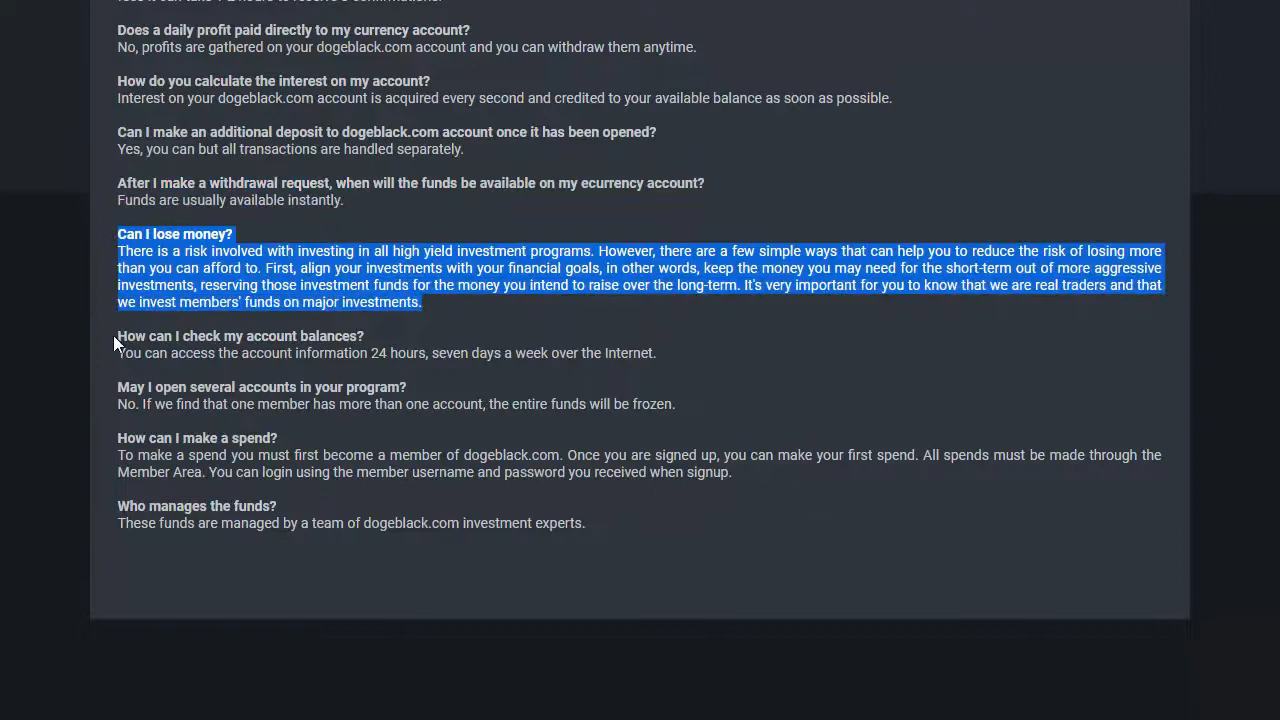 Does a daily profit paid directly to my currency account?
No, profits are gathered on your dogeblack.com account and you can withdraw them anytime.
How do you calculate the interest on my account?
Interest on your dogeblack.com account is acquired every second and credited to your available balance as soon as possible.
Can I make an additional deposit to dogeblack.com account once it has been opened?
Yes, you can but all transactions are handled separately.
After I make a withdrawal request, when will the funds be available on my ecurrency account?
Funds are usually available instantly.
Can I lose money?
There is a risk involved with investing in all high yield investment programs. However, there are a few simple ways that can help you to reduce the risk of losing more
than you can afford to. First, align your investments with your financial goals, in other words, keep the money you may need for the short-term out of more aggressive
investments, reserving those investment funds for the money you intend to raise over the long-term. It's very important for you to know that we are real traders and that
we invest members' funds on major investments.
How can I check my account balances?
You can access the account information 24 hours, seven days a week over the Internet.
May I open several accounts in your program?
No. If we find that one member has more than one account, the entire funds will be frozen.
How can I make a spend?
To make a spend you must first become a member of dogeblack.com. Once you are signed up, you can make your first spend. All spends must be made through the
Member Area. You can login using the member username and password you received when signup.
Who manages the funds?
These funds are managed by a team of dogeblack.com investment experts.